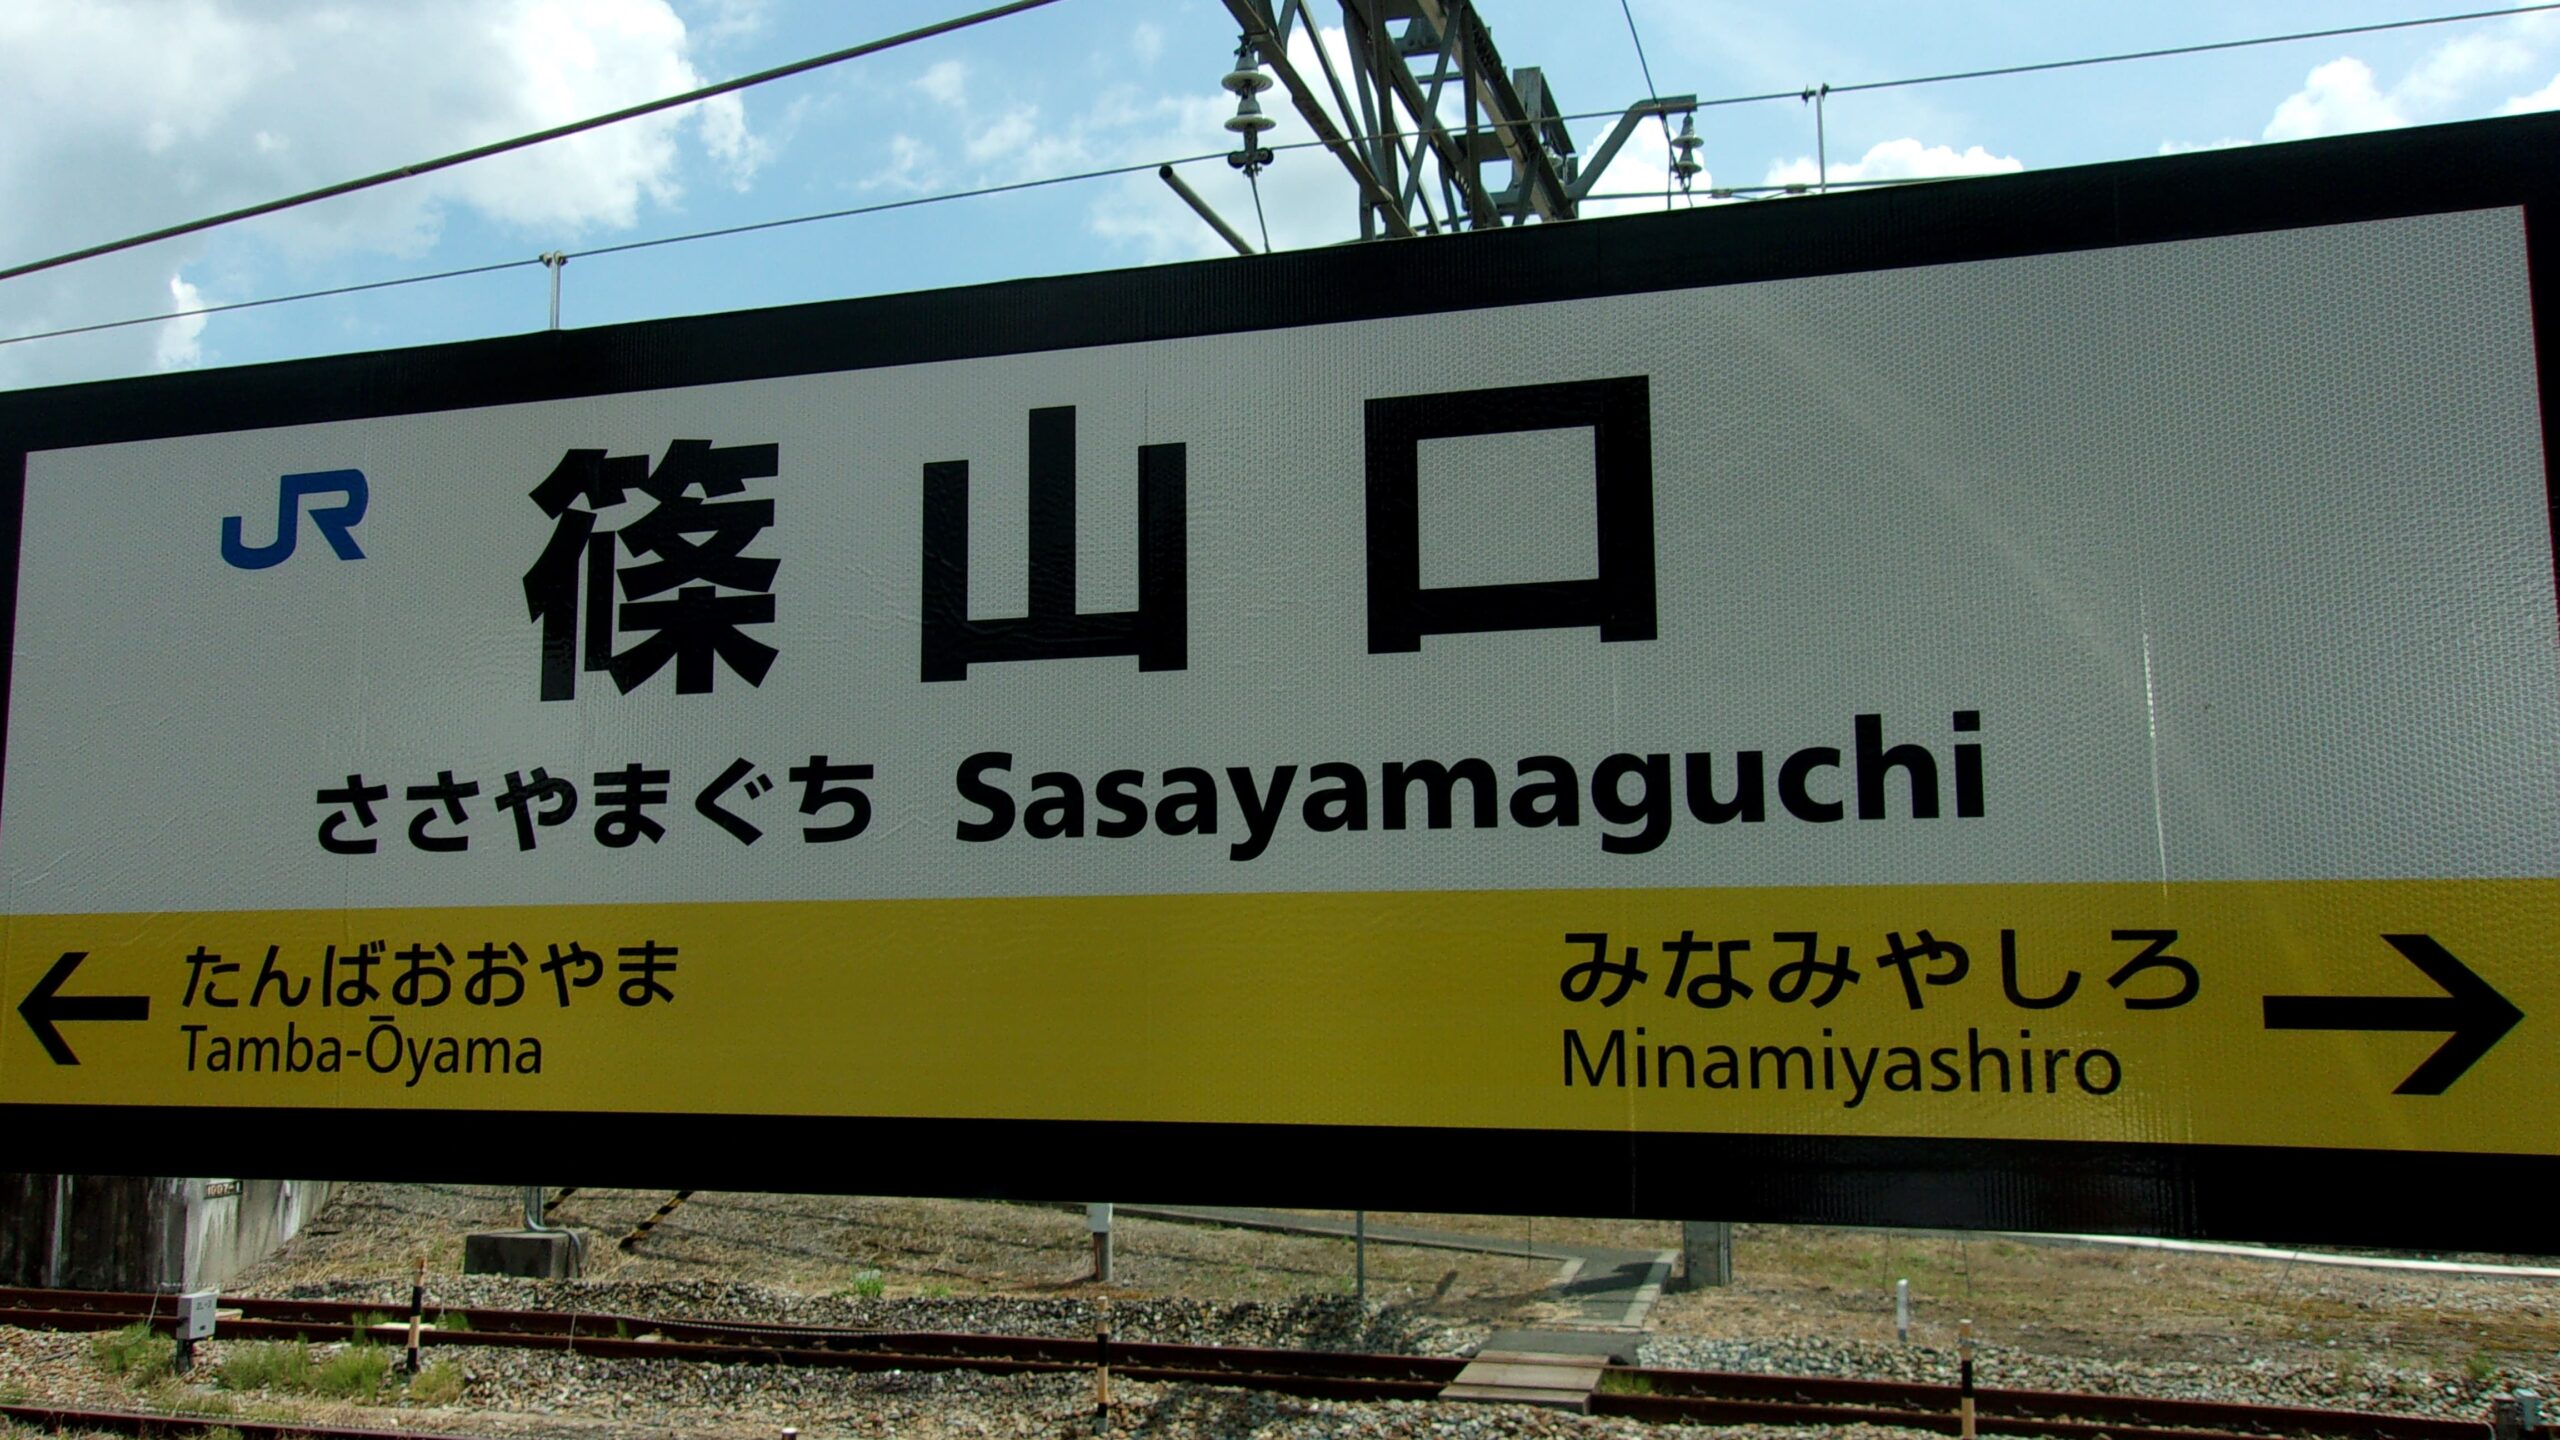 JR 篠山口
ささやまぐち Sasayamaguchi
← たんばおおやま
Tamba-Ōyama
みなみやしろ →
Minamiyashiro